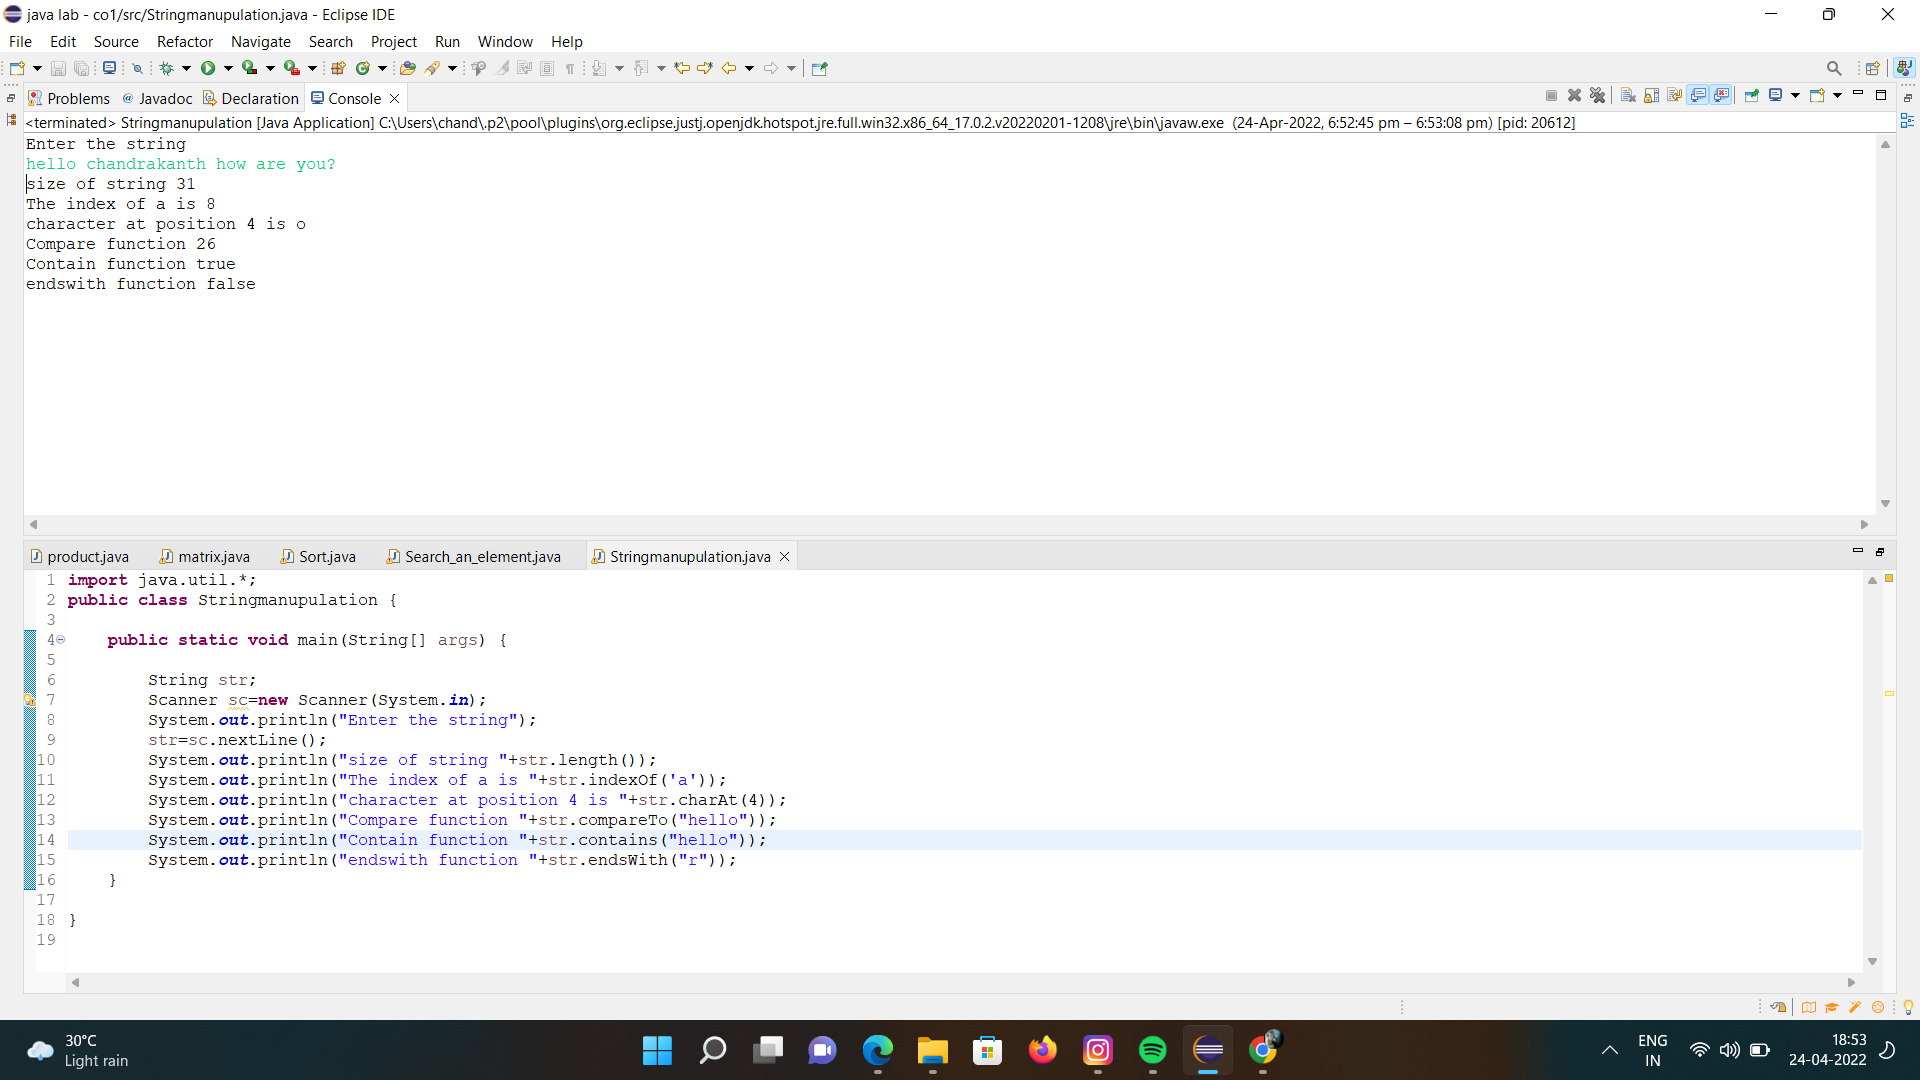 java lab - co1/src/Stringmanupulation.java - Eclipse IDE
File Edit Source Refactor Navigate Search Project Run Window Help
Problems @ Javadoc Declaration Console
<terminated> Stringmanupulation [Java Application] C:\Users\chand\.p2\pool\plugins\org.eclipse.justj.openjdk.hotspot.jre.full.win32.x86_64_17.0.2.v20220201-1208\jre\bin\javaw.exe (24-Apr-2022, 6:52:45 pm – 6:53:08 pm) [pid: 20612]
Enter the string
hello chandrakanth how are you?
size of string 31
The index of a is 8
character at position 4 is o
Compare function 26
Contain function true
endswith function false
product.java matrix.java Sort.java Search_an_element.java Stringmanupulation.java
1 import java.util.*;
2 public class Stringmanupulation {
3
4 public static void main(String[] args) {
5
6 String str;
7 Scanner sc=new Scanner(System.in);
8 System.out.println("Enter the string");
9 str=sc.nextLine();
10 System.out.println("size of string "+str.length());
11 System.out.println("The index of a is "+str.indexOf('a'));
12 System.out.println("character at position 4 is "+str.charAt(4));
13 System.out.println("Compare function "+str.compareTo("hello"));
14 System.out.println("Contain function "+str.contains("hello"));
15 System.out.println("endswith function "+str.endsWith("r"));
16 }
17
18 }
19
30°C
Light rain
ENG
IN
18:53
24-04-2022